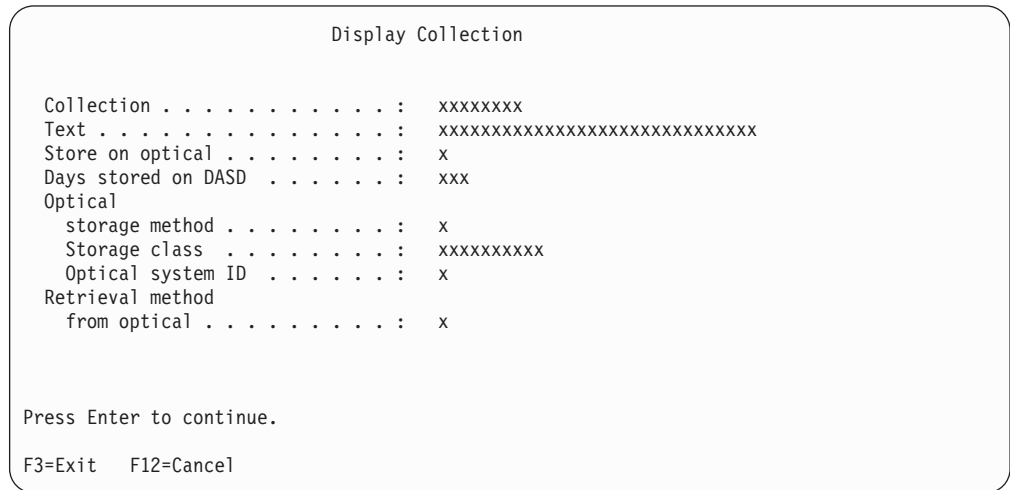 Display Collection
Collection . . . . . . . . . . . : xxxxxxxx
Text . . . . . . . . . . . . . . : xxxxxxxxxxxxxxxxxxxxxxxxxxxxxx
Store on optical . . . . . . . . : x
Days stored on DASD . . . . . . : xxx
Optical
storage method . . . . . . . . : x
Storage class . . . . . . . . : xxxxxxxxxx
Optical system ID . . . . . . : x
Retrieval method
from optical . . . . . . . . . : x
Press Enter to continue.
F3=Exit F12=Cancel